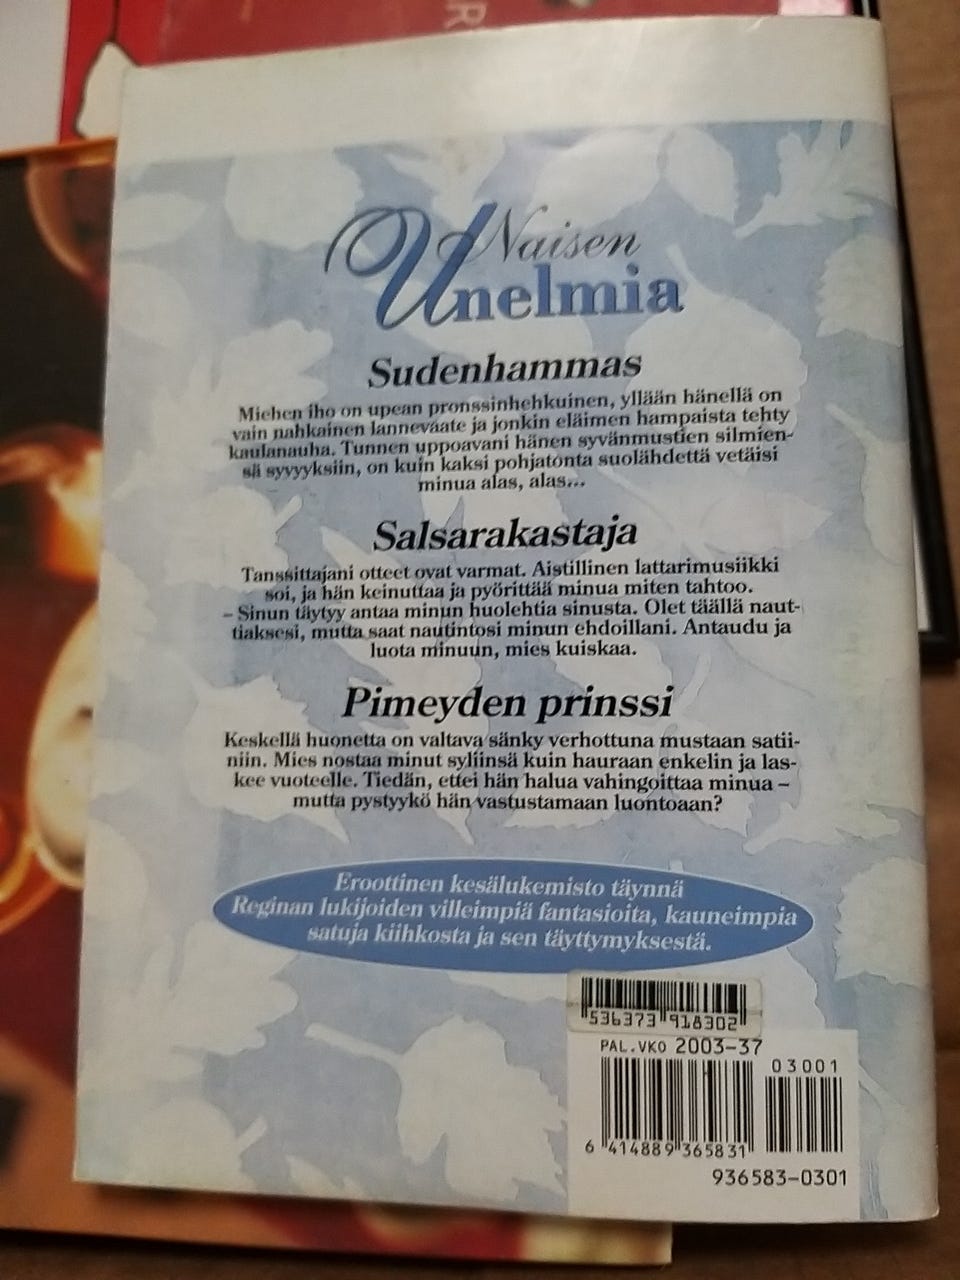 R
Naisen
Unelmia
Sudenhammas
Miehen iho on upean pronssinhehkuinen, yllään hänellä on
vain nahkainen lannevaate ja jonkin eläimen hampaista tehty
kaulanauha. Tunnen uppoavani hänen syvänmustien silmien-
sä syvyyksiin, on kuin kaksi pohjatonta suolähdettä vetäisi
minua alas, alas...
Salsarakastaja
Tanssittajani otteet ovat varmat. Aistillinen lattarimusiikki
soi, ja hän keinuttaa ja pyörittää minua miten tahtoo.
– Sinun täytyy antaa minun huolehtia sinusta. Olet täällä naut-
tiaksesi, mutta saat nautintosi minun ehdoillani. Antaudu ja
luota minuun, mies kuiskaa.
Pimeyden prinssi
Keskellä huonetta on valtava sänky verhottuna mustaan satii-
niin. Mies nostaa minut syliinsä kuin hauraan enkelin ja las-
kee vuoteelle. Tiedän, ettei hän halua vahingoittaa minua –
mutta pystyykö hän vastustamaan luontoaan?
Eroottinen kesälukemisto täynnä
Reginan lukijoiden villeimpiä fantasioita, kauneimpia
satuja kiihkosta ja sen täyttymyksestä.
536373 918302
PAL.VKO 2003-37
03001
6 414889 365831
936583-0301